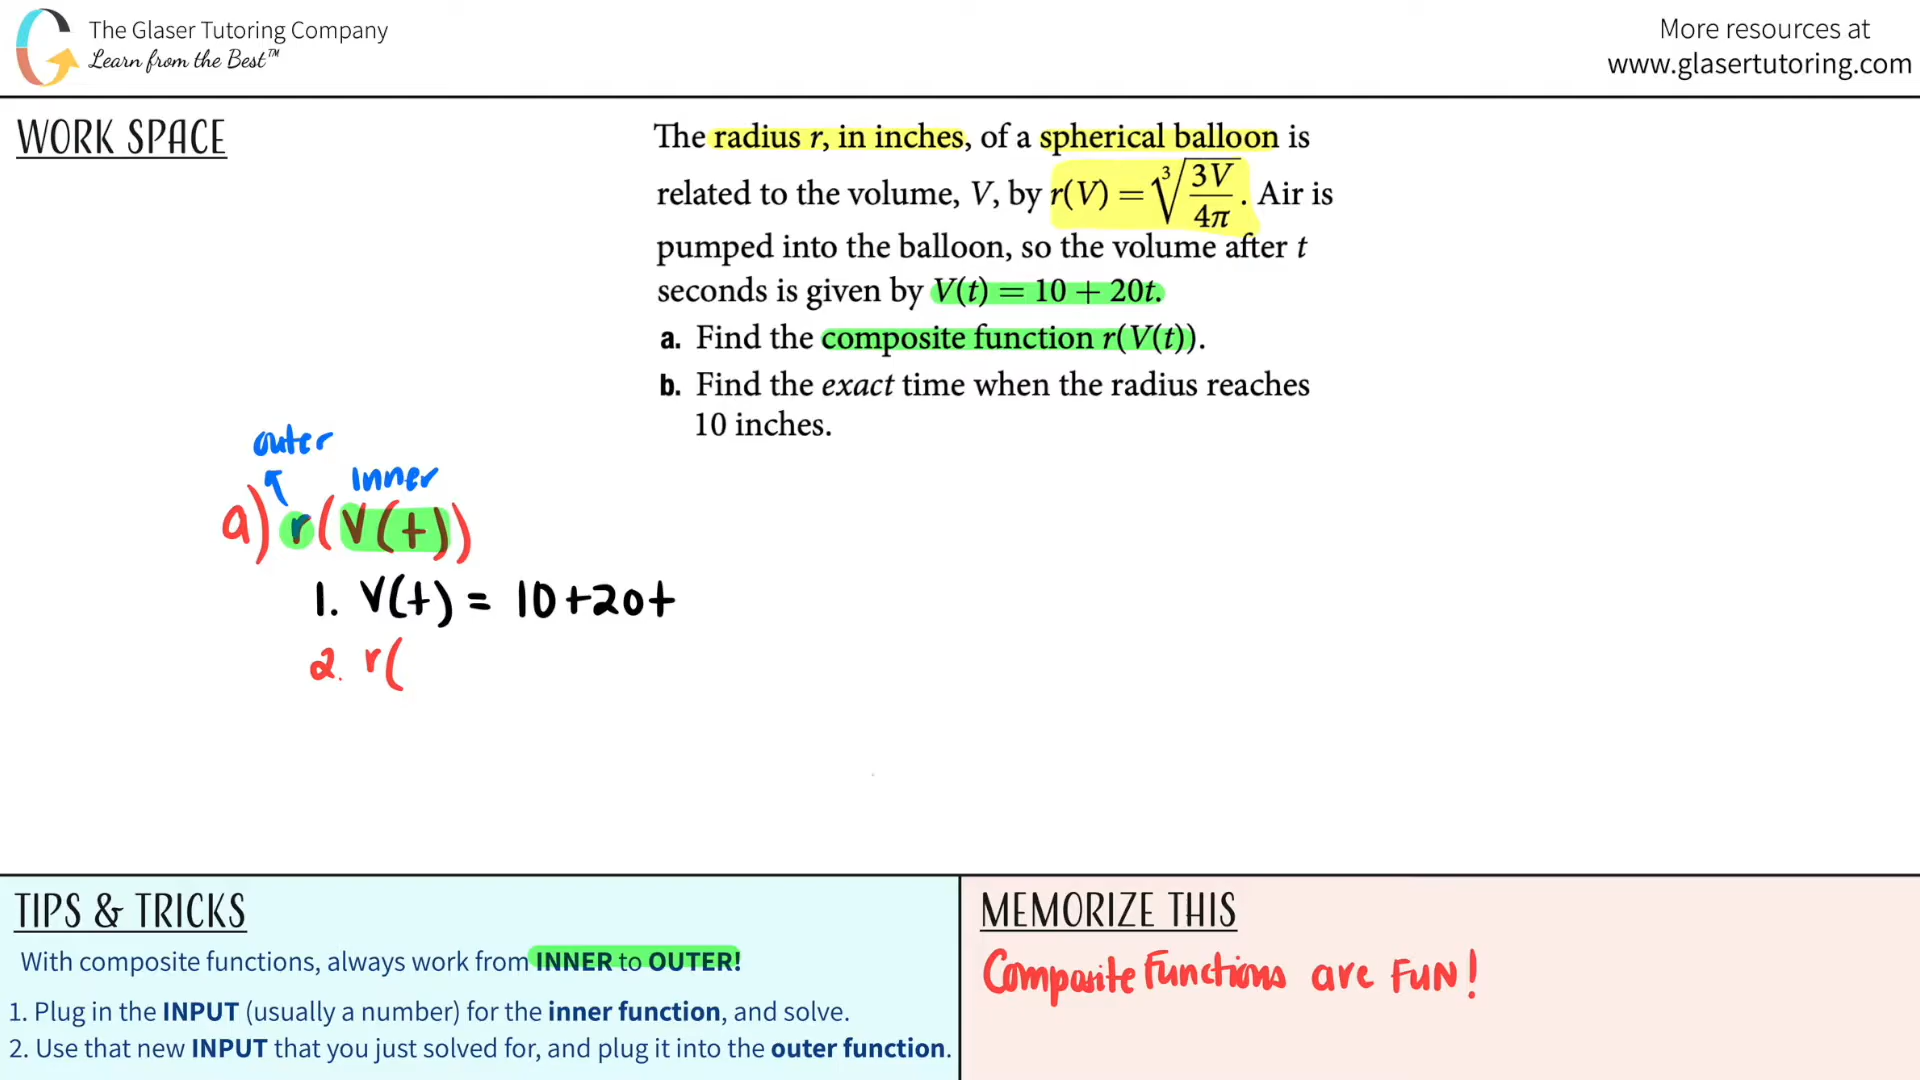 The Glaser Tutoring Company
Learn from the Best™
More resources at
www.glasertutoring.com
WORK SPACE
The radius r, in inches, of a spherical balloon is
related to the volume, V, by r(V) = ∛(3V/4π). Air is
pumped into the balloon, so the volume after t
seconds is given by V(t) = 10 + 20t.
a. Find the composite function r(V(t)).
b. Find the exact time when the radius reaches
10 inches.
outer
inner
a) r(V(t))
1. V(t) = 10+20t
2. r(
TIPS & TRICKS
With composite functions, always work from INNER to OUTER!
1. Plug in the INPUT (usually a number) for the inner function, and solve.
2. Use that new INPUT that you just solved for, and plug it into the outer function.
MEMORIZE THIS
Composite Functions are FUN!